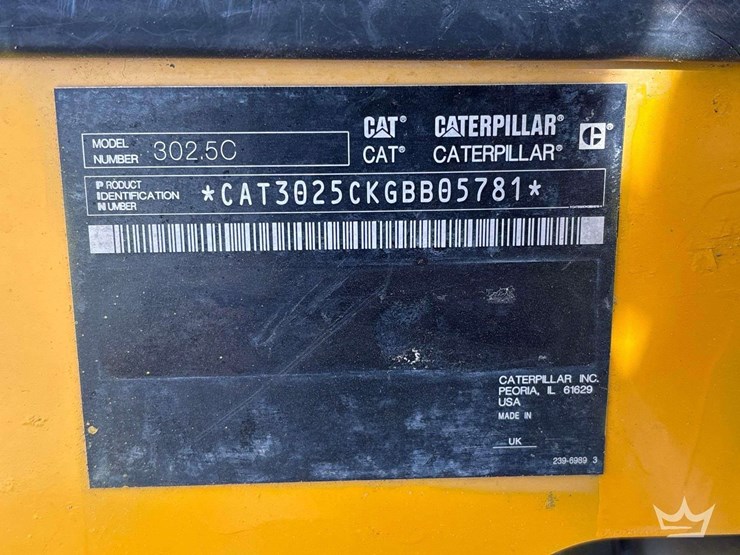 MODEL NUMBER 302.5C
CAT® CATERPILLAR® C®
CAT® CATERPILLAR®
PRODUCT
IDENTIFICATION
NUMBER
*CAT3025CKGBB05781*
CATERPILLAR INC.
PEORIA, IL 61629
USA
MADE IN
UK
239-6989 3